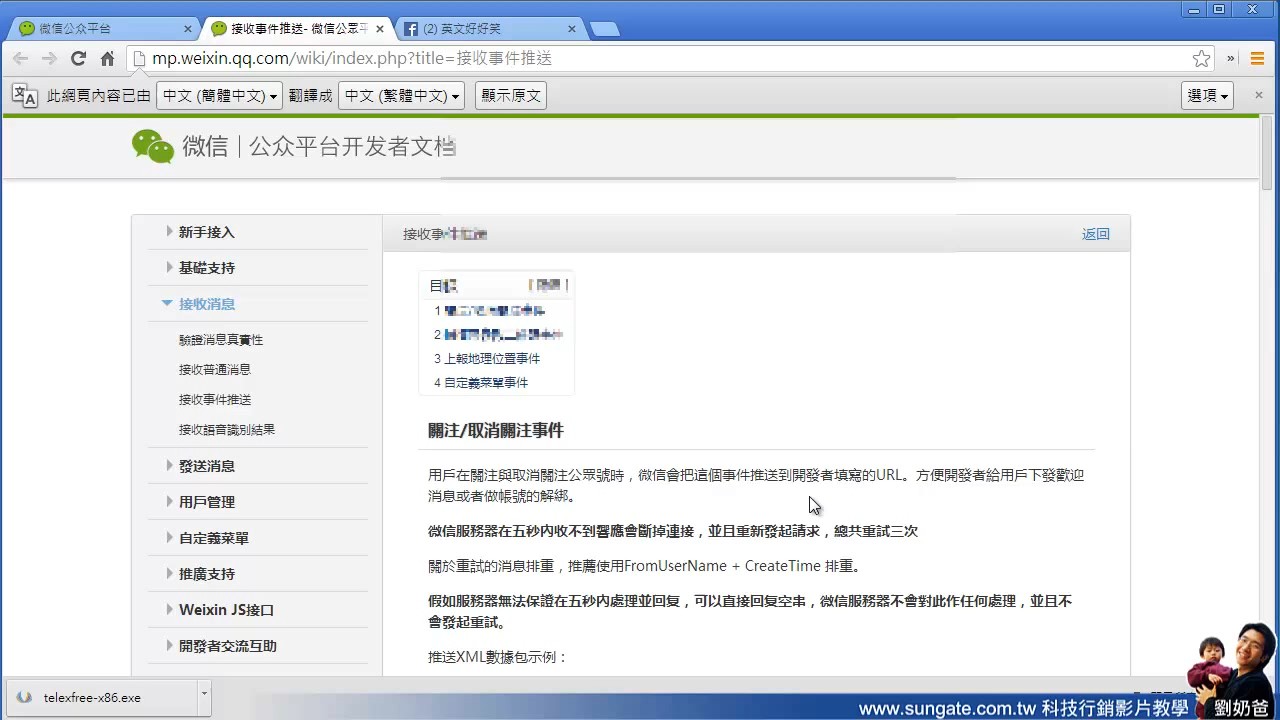 微信公众平台
接收事件推送- 微信公眾平
(2) 英文好好笑
mp.weixin.qq.com/wiki/index.php?title=接收事件推送
此網頁內容已由 中文 (簡體中文) 翻譯成 中文 (繁體中文) 顯示原文 選項
微信 | 公众平台开发者文档
新手接入
基礎支持
接收消息
驗證消息真實性
接收普通消息
接收事件推送
接收語音識別結果
發送消息
用戶管理
自定義菜單
推廣支持
Weixin JS接口
開發者交流互助
接收事
返回
目
1
2
3 上報地理位置事件
4 自定義菜單事件
關注/取消關注事件
用戶在關注與取消關注公眾號時，微信會把這個事件推送到開發者填寫的URL。方便開發者給用戶下發歡迎
消息或者做帳號的解綁。
微信服務器在五秒内收不到響應會斷掉連接，並且重新發起請求，總共重試三次
關於重試的消息排重，推薦使用FromUserName + CreateTime 排重。
假如服務器無法保證在五秒内處理並回复，可以直接回复空串，微信服務器不會對此作任何處理，並且不
會發起重試。
推送XML數據包示例：
telexfree-x86.exe
www.sungate.com.tw 科技行銷影片教學
劉奶爸